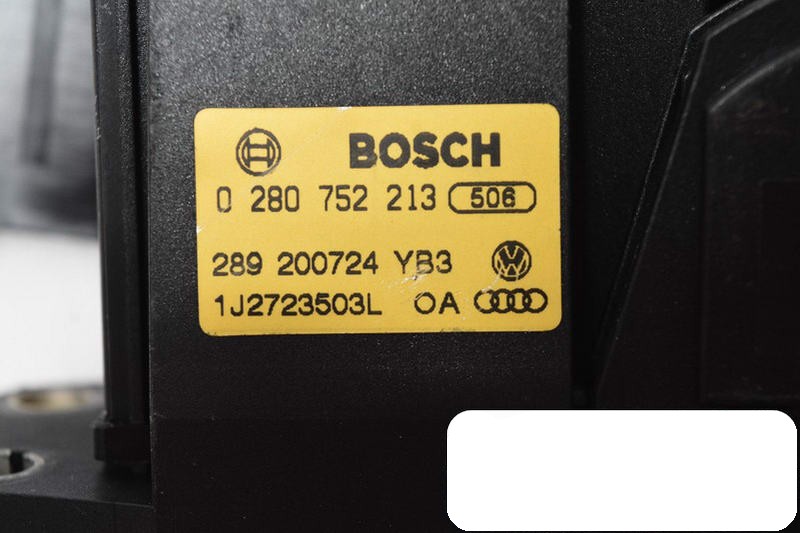 BOSCH
0 280 752 213 506
289 200724 YB3
1J2723503L OA